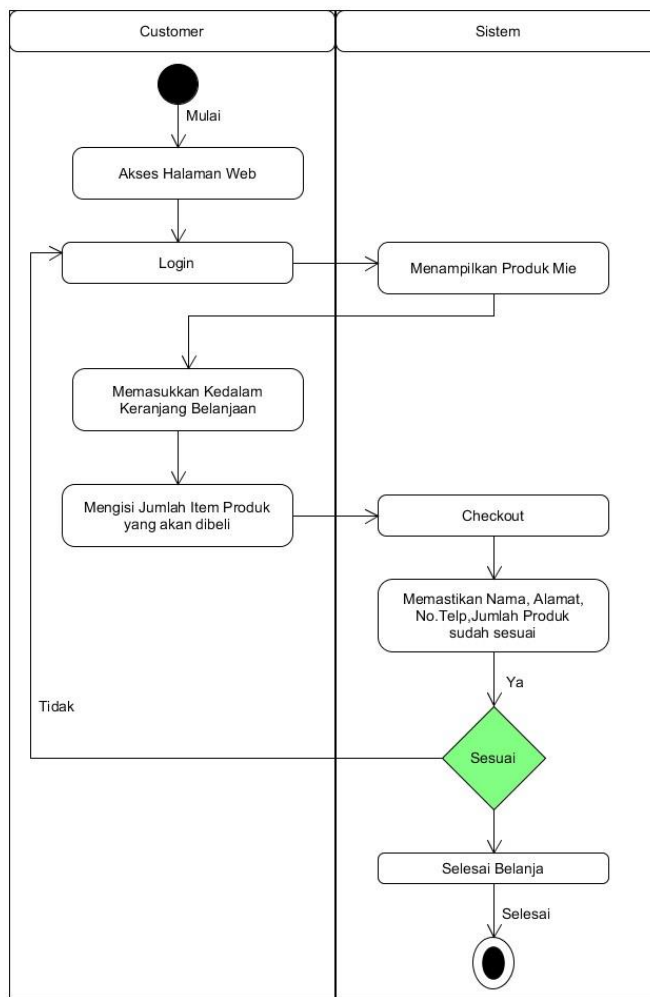 Customer
Sistem
Mulai
Akses Halaman Web
Login
Menampilkan Produk Mie
Memasukkan Kedalam
Keranjang Belanjaan
Mengisi Jumlah Item Produk
yang akan dibeli
Checkout
Memastikan Nama, Alamat,
No.Telp,Jumlah Produk
sudah sesuai
Ya
Tidak
Sesuai
Selesai Belanja
Selesai